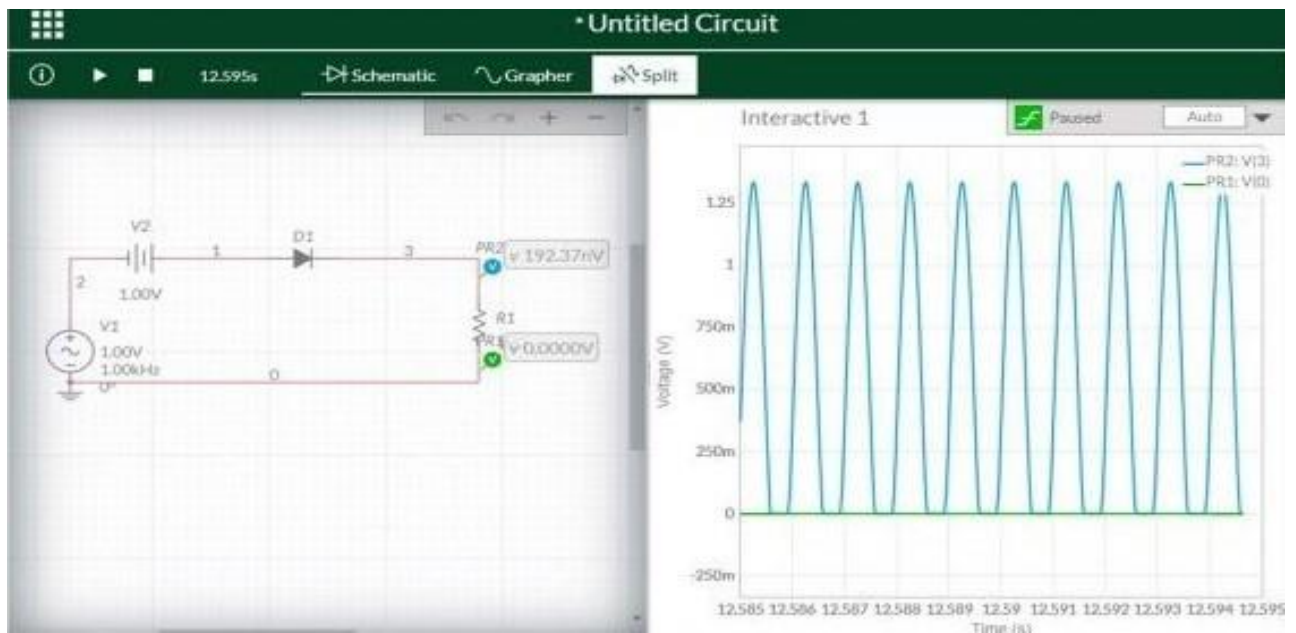 * Untitled Circuit
12.595s
Schematic
Grapher
Split
Interactive 1
Paused
Auto
V2
1
D1
3
PR2
v 192.37nV
2
1.00V
V1
1.00V
1.00kHz
0°
R1
PR1
v 0.0000V
0
PR2: V(3)
PR1: V(0)
1.25
1
750m
500m
250m
0
-250m
Voltage (V)
12.585 12.586 12.587 12.588 12.589 12.59 12.591 12.592 12.593 12.594 12.595
Time (s)